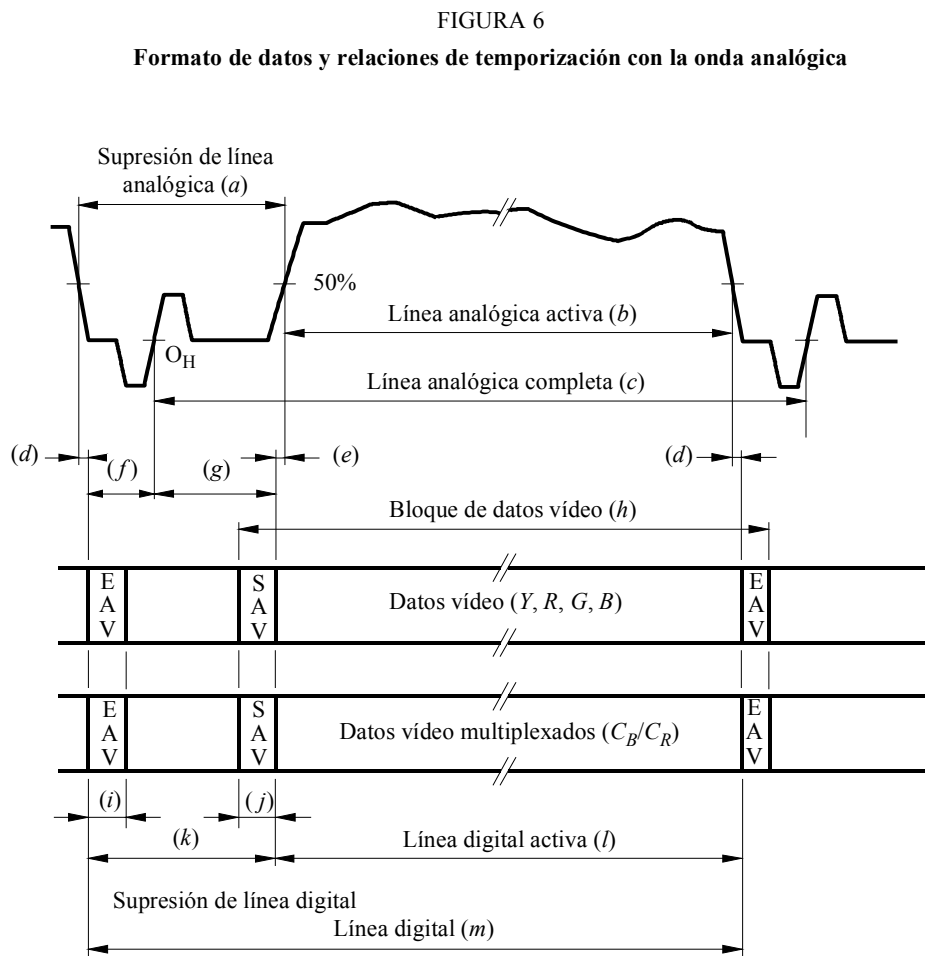 FIGURA 6
Formato de datos y relaciones de temporización con la onda analógica
Supresión de línea
analógica (a)
50%
Línea analógica activa (b)
O_H
Línea analógica completa (c)
(d)
(f)
(g)
(e)
(d)
Bloque de datos vídeo (h)
E
A
V
S
A
V
Datos vídeo (Y, R, G, B)
E
A
V
E
A
V
S
A
V
Datos vídeo multiplexados (C_B/C_R)
E
A
V
(i)
(j)
(k)
Línea digital activa (l)
Supresión de línea digital
Línea digital (m)